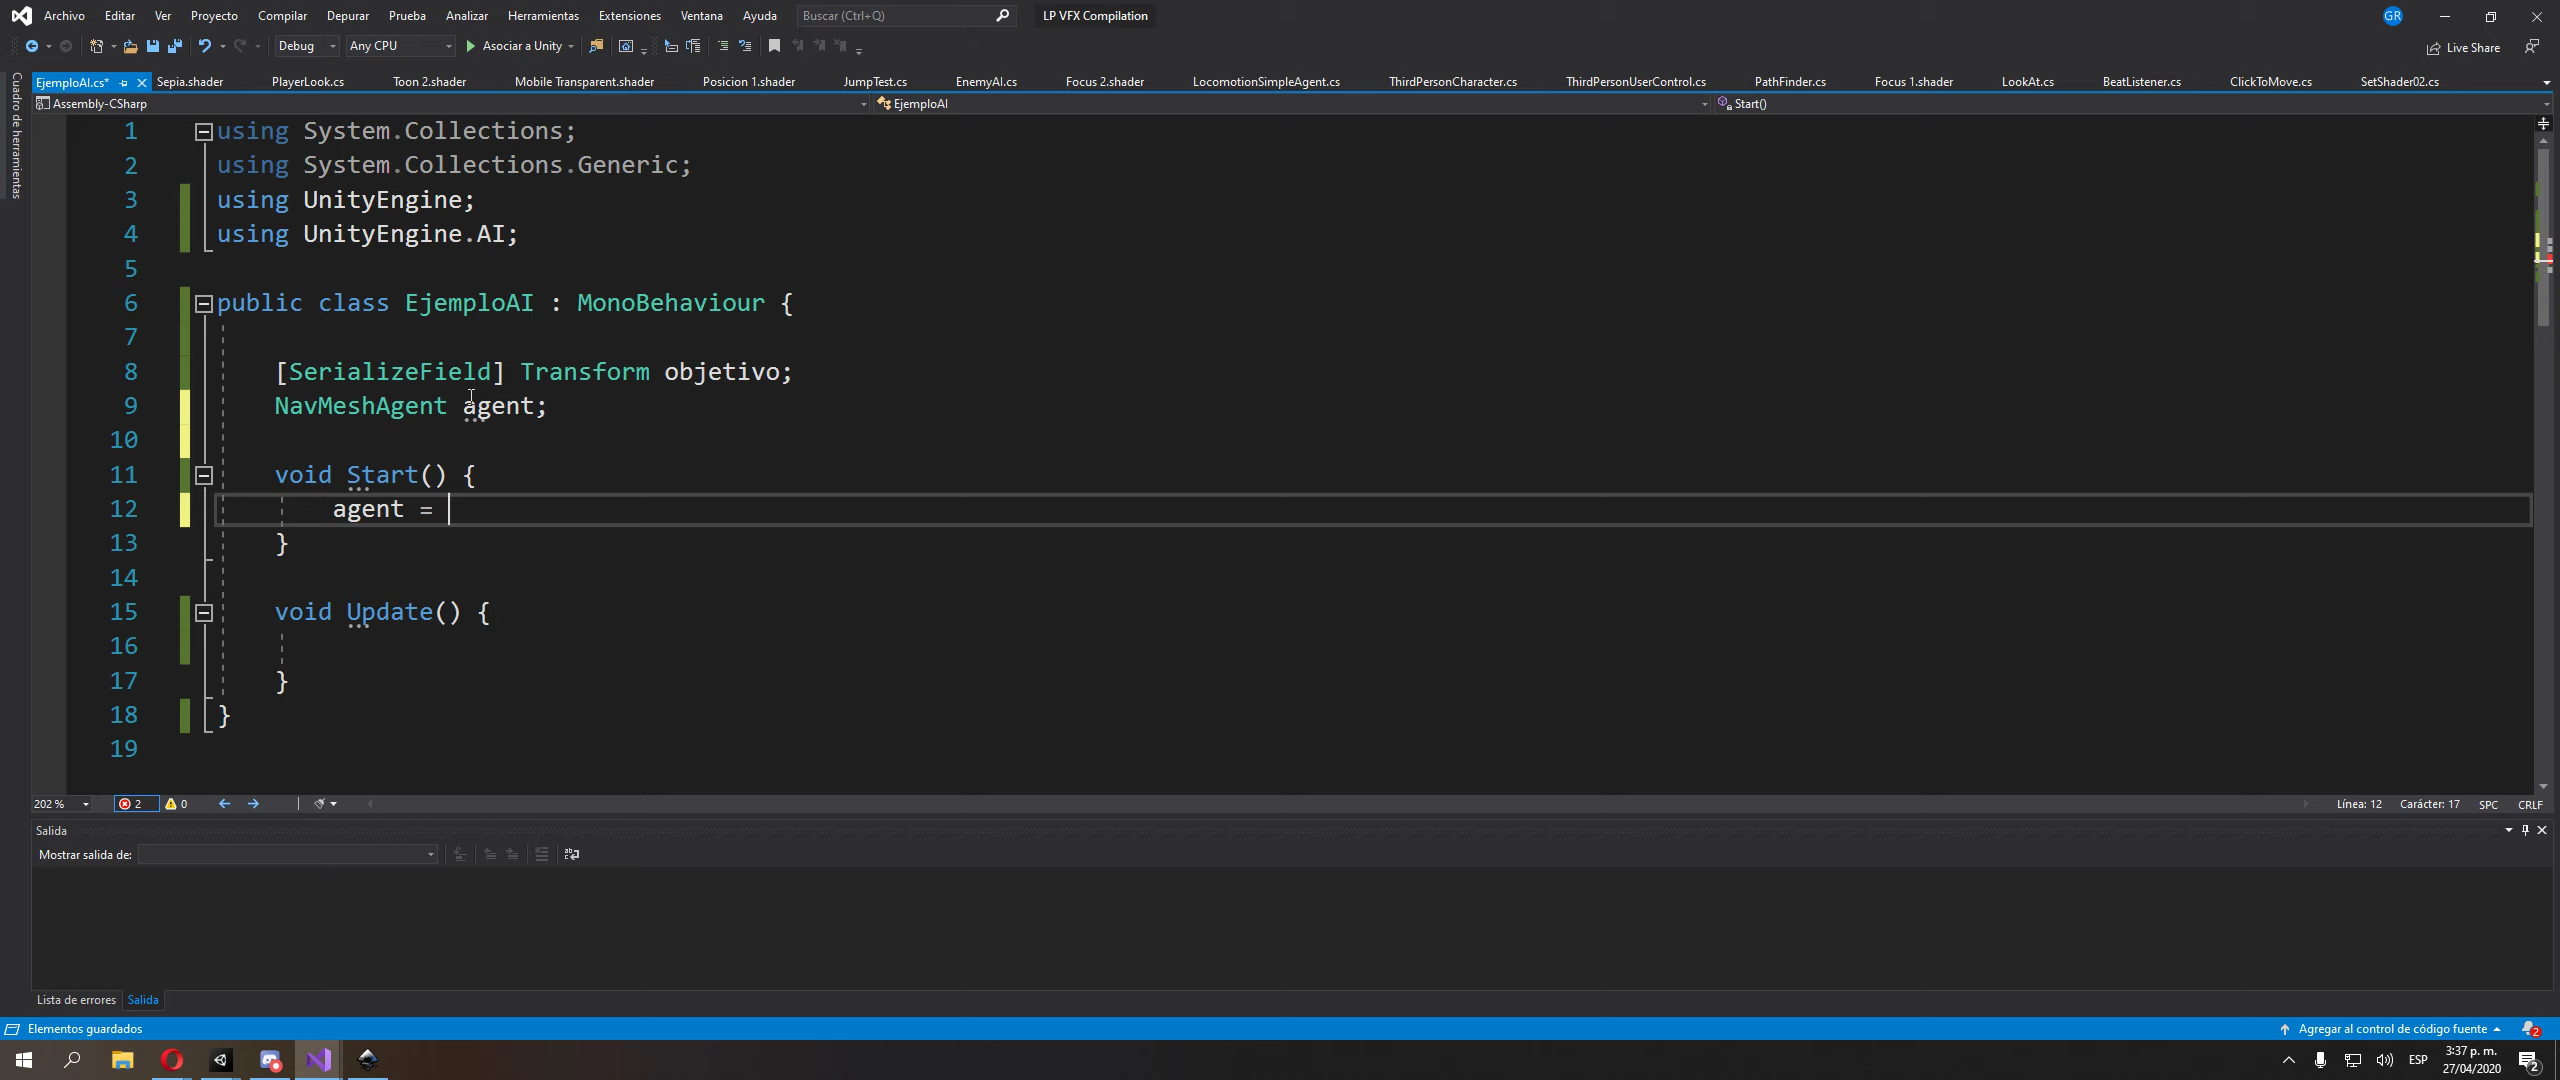 Archivo Editar Ver Proyecto Compilar Depurar Prueba Analizar Herramientas Extensiones Ventana Ayuda Buscar (Ctrl+Q) LP VFX Compilation GR
Debug Any CPU Asociar a Unity Live Share
EjemploAI.cs* Sepia.shader PlayerLook.cs Toon 2.shader Mobile Transparent.shader Posicion 1.shader JumpTest.cs EnemyAI.cs Focus 2.shader LocomotionSimpleAgent.cs ThirdPersonCharacter.cs ThirdPersonUserControl.cs PathFinder.cs Focus 1.shader LookAt.cs BeatListener.cs ClickToMove.cs SetShader02.cs
Cuadro de herramientas
Assembly-CSharp EjemploAI Start()
1 using System.Collections;
2 using System.Collections.Generic;
3 using UnityEngine;
4 using UnityEngine.AI;
5
6 public class EjemploAI : MonoBehaviour {
7
8 [SerializeField] Transform objetivo;
9 NavMeshAgent agent;
10
11 void Start() {
12 agent =
13 }
14
15 void Update() {
16
17 }
18 }
19
202 % 2 0 Línea: 12 Carácter: 17 SPC CRLF
Salida
Mostrar salida de:
Lista de errores Salida
Elementos guardados Agregar al control de código fuente 2
ESP 3:37 p. m. 2
27/04/2020